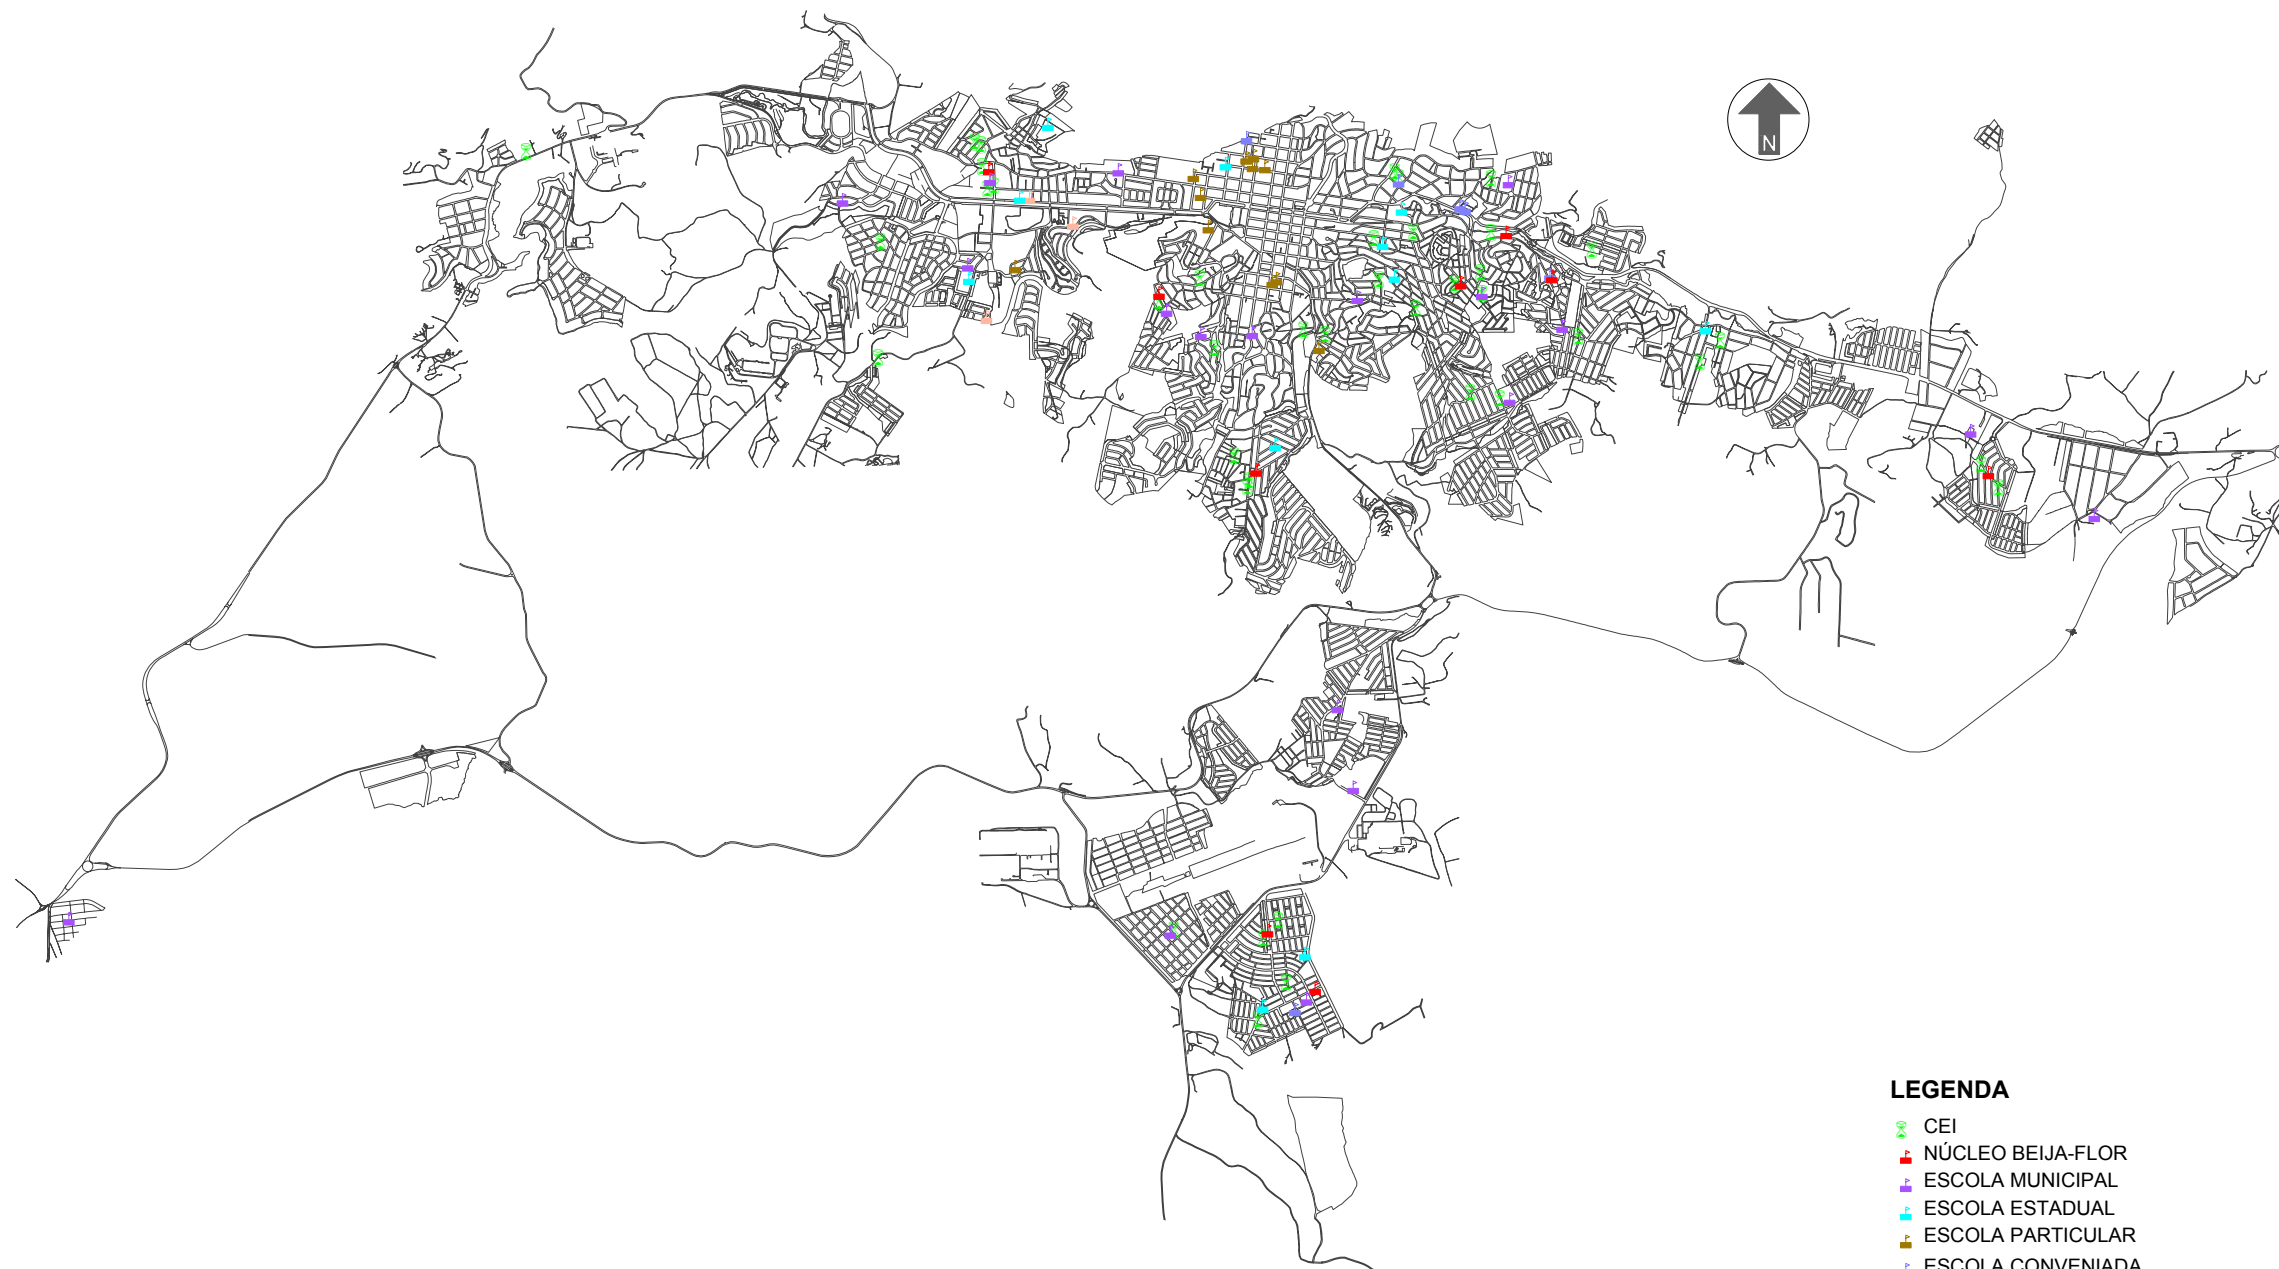 N
LEGENDA
CEI
NÚCLEO BEIJA-FLOR
ESCOLA MUNICIPAL
ESCOLA ESTADUAL
ESCOLA PARTICULAR
ESCOLA CONVENIADA